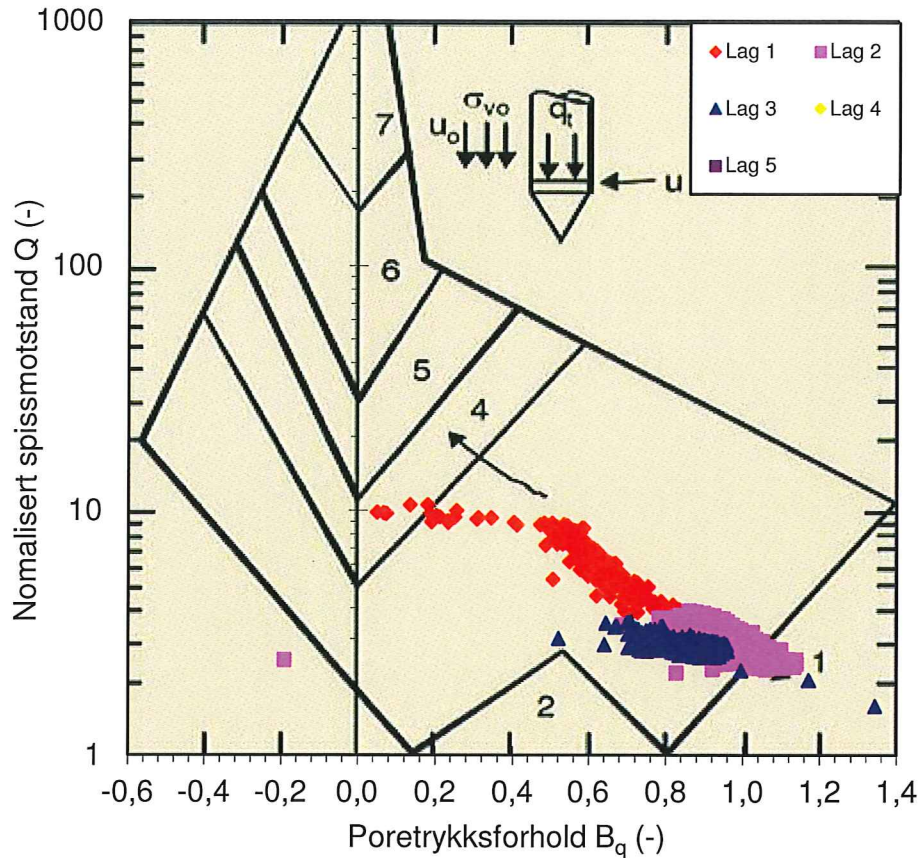 1000
100
10
1
Nomalisert spissmotstand Q (-)
7
6
5
4
2
1
σvo
uo
qt
u
Lag 1
Lag 2
Lag 3
Lag 4
Lag 5
-0,6 -0,4 -0,2 0,0 0,2 0,4 0,6 0,8 1,0 1,2 1,4
Poretrykksforhold Bq (-)